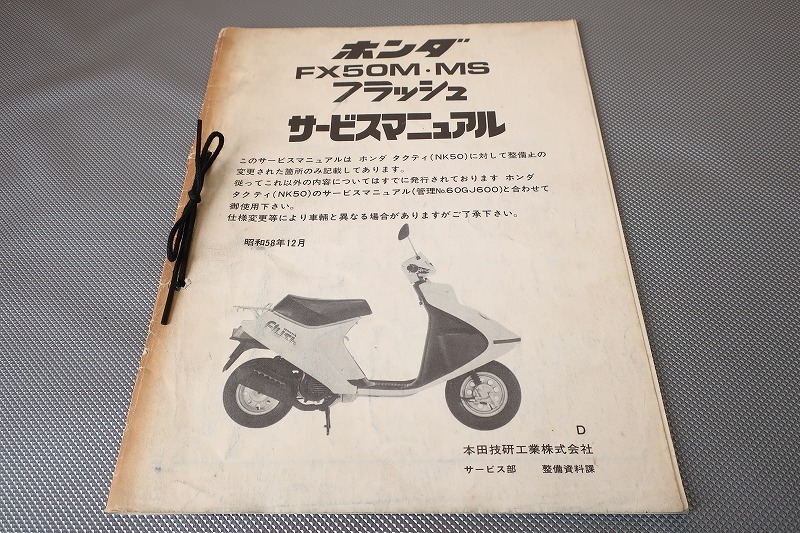 ホンダ
FX50M・MS
フラッシュ
サービスマニュアル
このサービスマニュアルは ホンダ タクティ(NK50)に対して整備上の
変更された箇所のみ記載してあります。
従ってこれ以外の内容についてはすでに発行されております ホンダ
タクティ(NK50)のサービスマニュアル(管理No.60GJ600)と合わせて
御使用下さい。
仕様変更等により車輛と異なる場合がありますがご了承下さい。
昭和58年12月
Flush
D
本田技研工業株式会社
サービス部 整備資料課